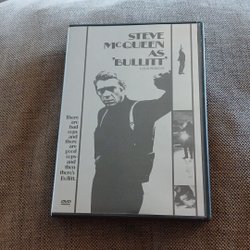 STEVE
McQUEEN
AS
'BULLITT'
There
are
bad
cops
and
there
are
good
cops—
and
then
there's
Bullitt.
DVD